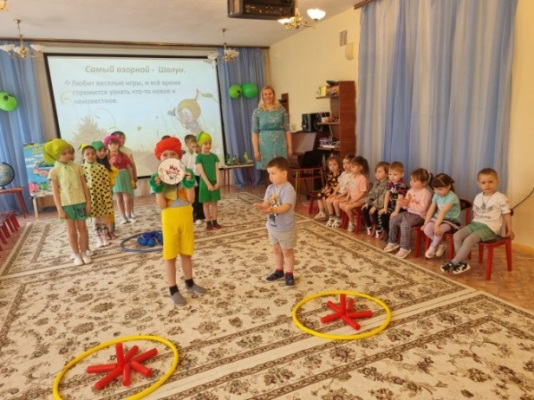 Самый озорной - Шалун.
Любит веселые игры, и всё время
стремится узнать что-то новое и
неизвестное.